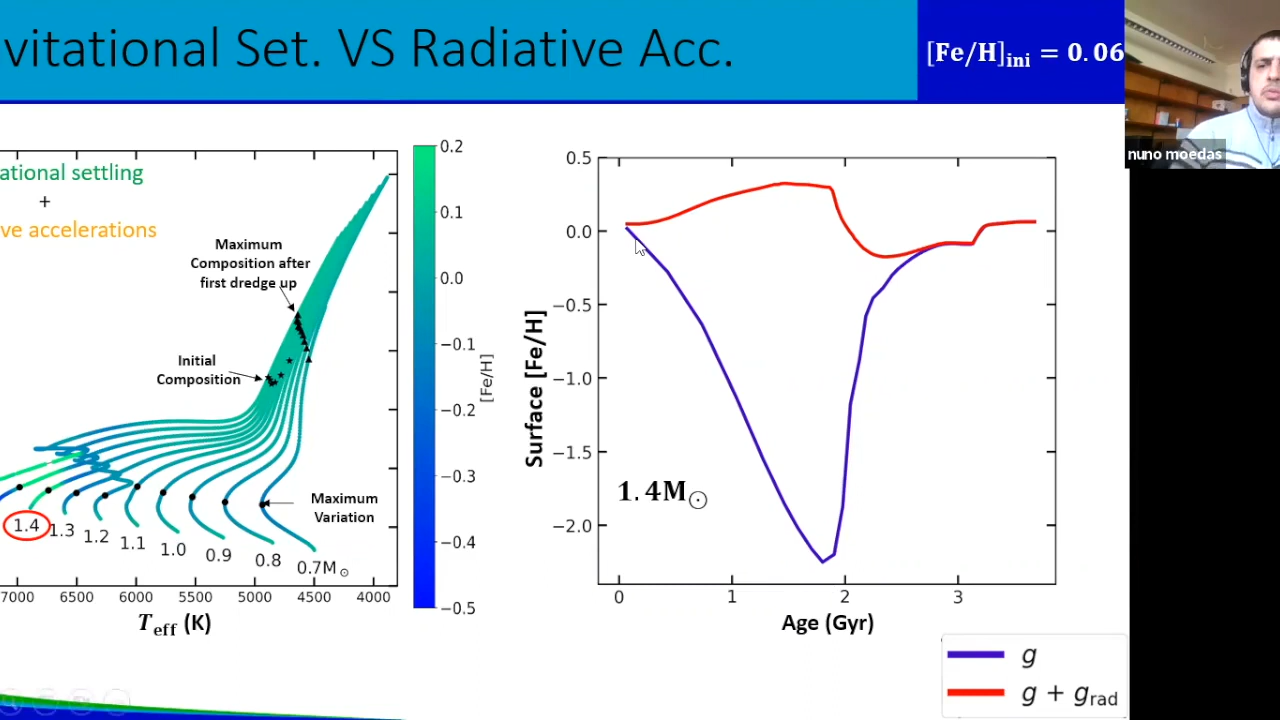 vitational Set. VS Radiative Acc.
[Fe/H]ini = 0.06
nuno moedas
ational settling
+
ve accelerations
Maximum
Composition after
first dredge up
Initial
Composition
Maximum
Variation
1.4
1.3
1.2
1.1
1.0
0.9
0.8
0.7M⊙
7000 6500 6000 5500 5000 4500 4000
Teff (K)
0.2
0.1
0.0
−0.1
−0.2
−0.3
−0.4
−0.5
[Fe/H]
Surface [Fe/H]
0.5
0.0
−0.5
−1.0
−1.5
−2.0
1.4M⊙
0 1 2 3
Age (Gyr)
g
g + grad